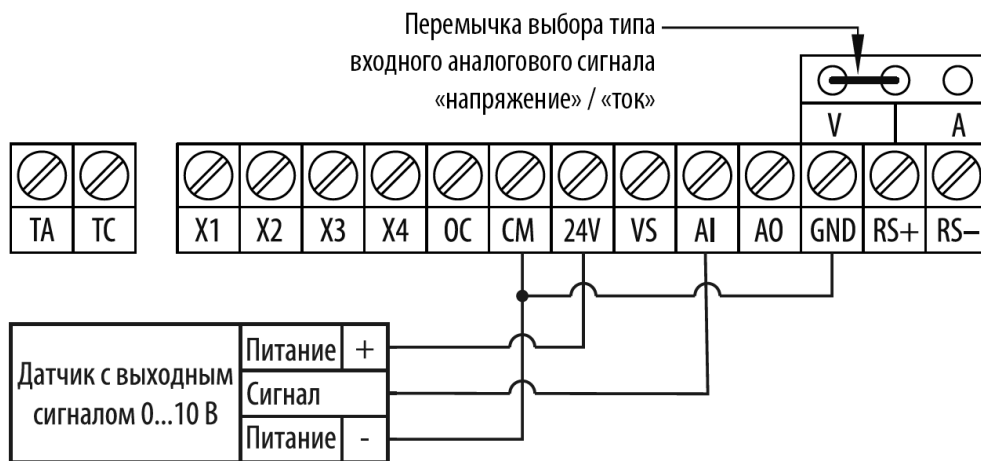 Перемычка выбора типа
входного аналогового сигнала
«напряжение» / «ток»
V A
TA TC X1 X2 X3 X4 OC CM 24V VS AI AO GND RS+ RS–
Датчик с выходным
сигналом 0...10 В
Питание +
Сигнал
Питание -